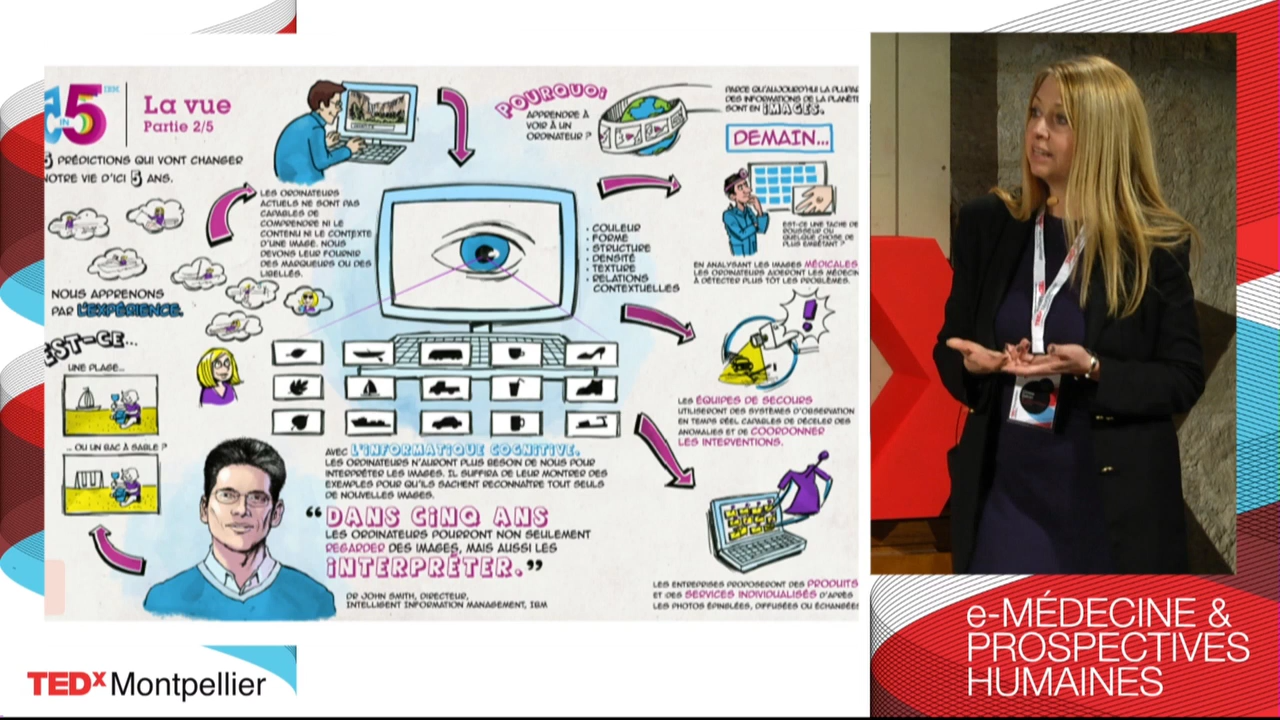 IN 5 IBM
La vue
Partie 2/5
5 PRÉDICTIONS QUI VONT CHANGER
NOTRE VIE D'ICI 5 ANS.
NOUS APPRENONS
PAR L'EXPÉRIENCE.
EST-CE...
UNE PLAGE...
... OU UN BAC À SABLE ?
LES ORDINATEURS
ACTUELS NE SONT PAS
CAPABLES DE
COMPRENDRE NI LE
CONTENU NI LE CONTEXTE
D'UNE IMAGE. NOUS
DEVONS LEUR FOURNIR
DES MARQUEURS OU DES
LIBELLÉS.
POURQUOI
APPRENDRE À
VOIR À UN
ORDINATEUR ?
PARCE QU'AUJOURD'HUI LA PLUPA
DES INFORMATIONS DE LA PLANÈTE
SONT EN IMAGES.
DEMAIN...
· COULEUR
· FORME
· STRUCTURE
· DENSITÉ
· TEXTURE
· RELATIONS
CONTEXTUELLES
EST-CE UNE TACHE DE
ROUSSEUR OU
QUELQUE CHOSE DE
PLUS EMBÊTANT ?
EN ANALYSANT LES IMAGES MÉDICALES
LES ORDINATEURS AIDERONT LES MÉDECIN
À DÉTECTER PLUS TÔT LES PROBLÈMES.
LES ÉQUIPES DE SECOURS
UTILISERONT DES SYSTÈMES D'OBSERVATION
EN TEMPS RÉEL CAPABLES DE DÉCELER DES
ANOMALIES ET DE COORDONNER
LES INTERVENTIONS.
AVEC L'INFORMATIQUE COGNITIVE,
LES ORDINATEURS N'AURONT PLUS BESOIN DE NOUS POUR
INTERPRÉTER LES IMAGES. IL SUFFIRA DE LEUR MONTRER DES
EXEMPLES POUR QU'ILS SACHENT RECONNAÎTRE TOUT SEULS
DE NOUVELLES IMAGES.
“DANS CINQ ANS
LES ORDINATEURS POURRONT NON SEULEMENT
REGARDER DES IMAGES, MAIS AUSSI LES
INTERPRÉTER.”
DR JOHN SMITH, DIRECTEUR,
INTELLIGENT INFORMATION MANAGEMENT, IBM
LES ENTREPRISES PROPOSERONT DES PRODUITS
ET DES SERVICES INDIVIDUALISÉS D'APRÈS
LES PHOTOS ÉPINGLÉES, DIFFUSÉES OU ÉCHANGÉES
TEDx Montpellier
e-MÉDECINE &
PROSPECTIVES
HUMAINES